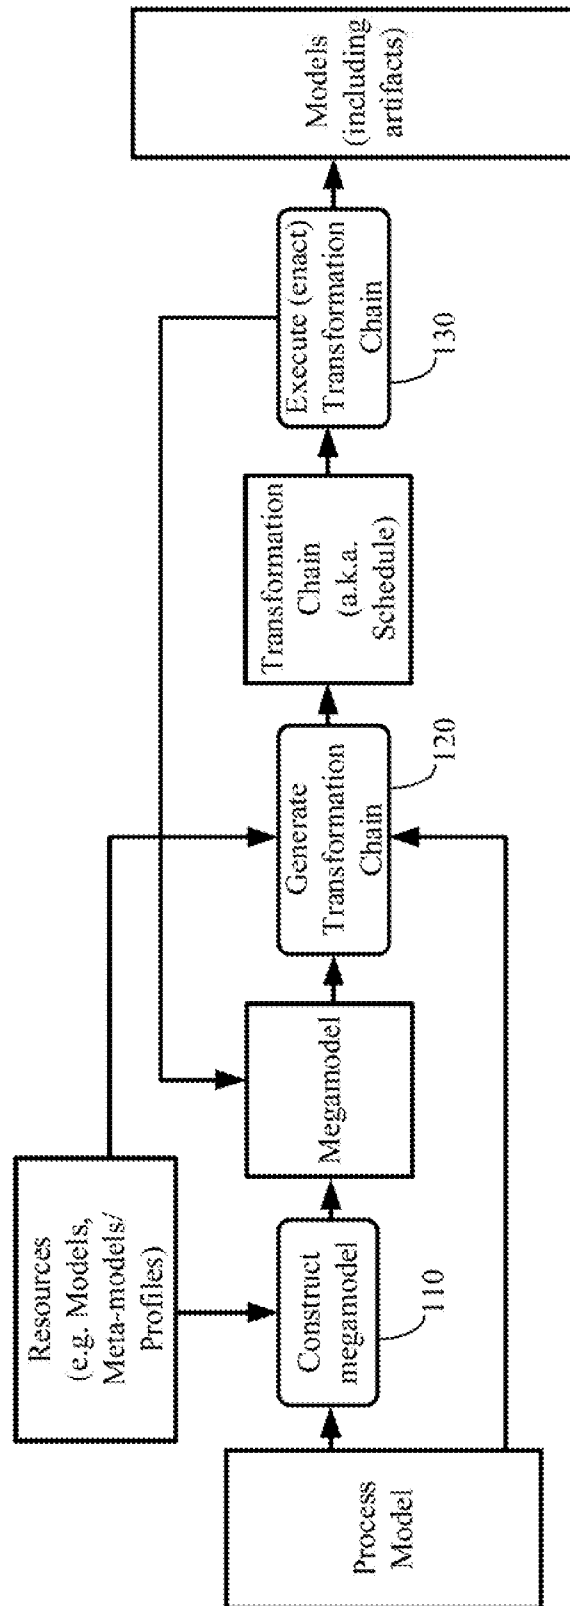 Resources
(e.g. Models,
Meta-models/
Profiles)
Process
Model
Construct
megamodel
110
Megamodel
Generate
Transformation
Chain
120
Transformation
Chain
(a.k.a.
Schedule)
Execute (enact)
Transformation
Chain
130
Models
(including
artifacts)